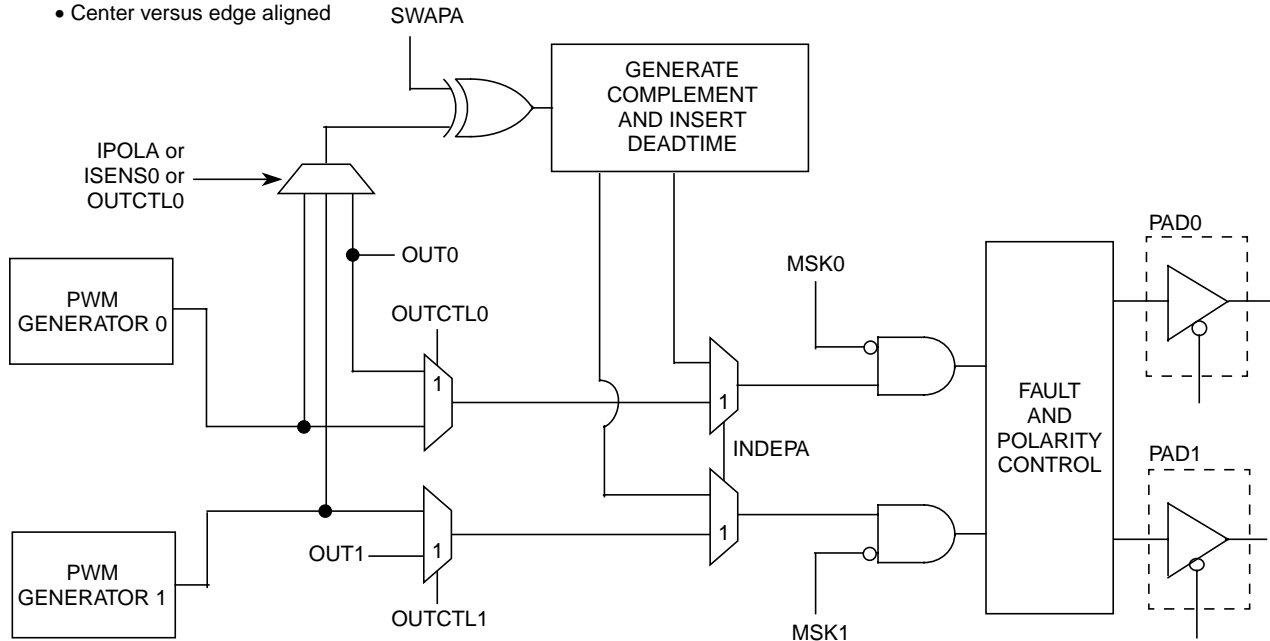 • Center versus edge aligned
SWAPA
GENERATE
COMPLEMENT
AND INSERT
DEADTIME
IPOLA or
ISENS0 or
OUTCTL0
PAD0
OUT0
MSK0
PWM
GENERATOR 0
OUTCTL0
1
1
FAULT
AND
POLARITY
CONTROL
INDEPA
PAD1
1
1
OUT1
PWM
GENERATOR 1
OUTCTL1
MSK1